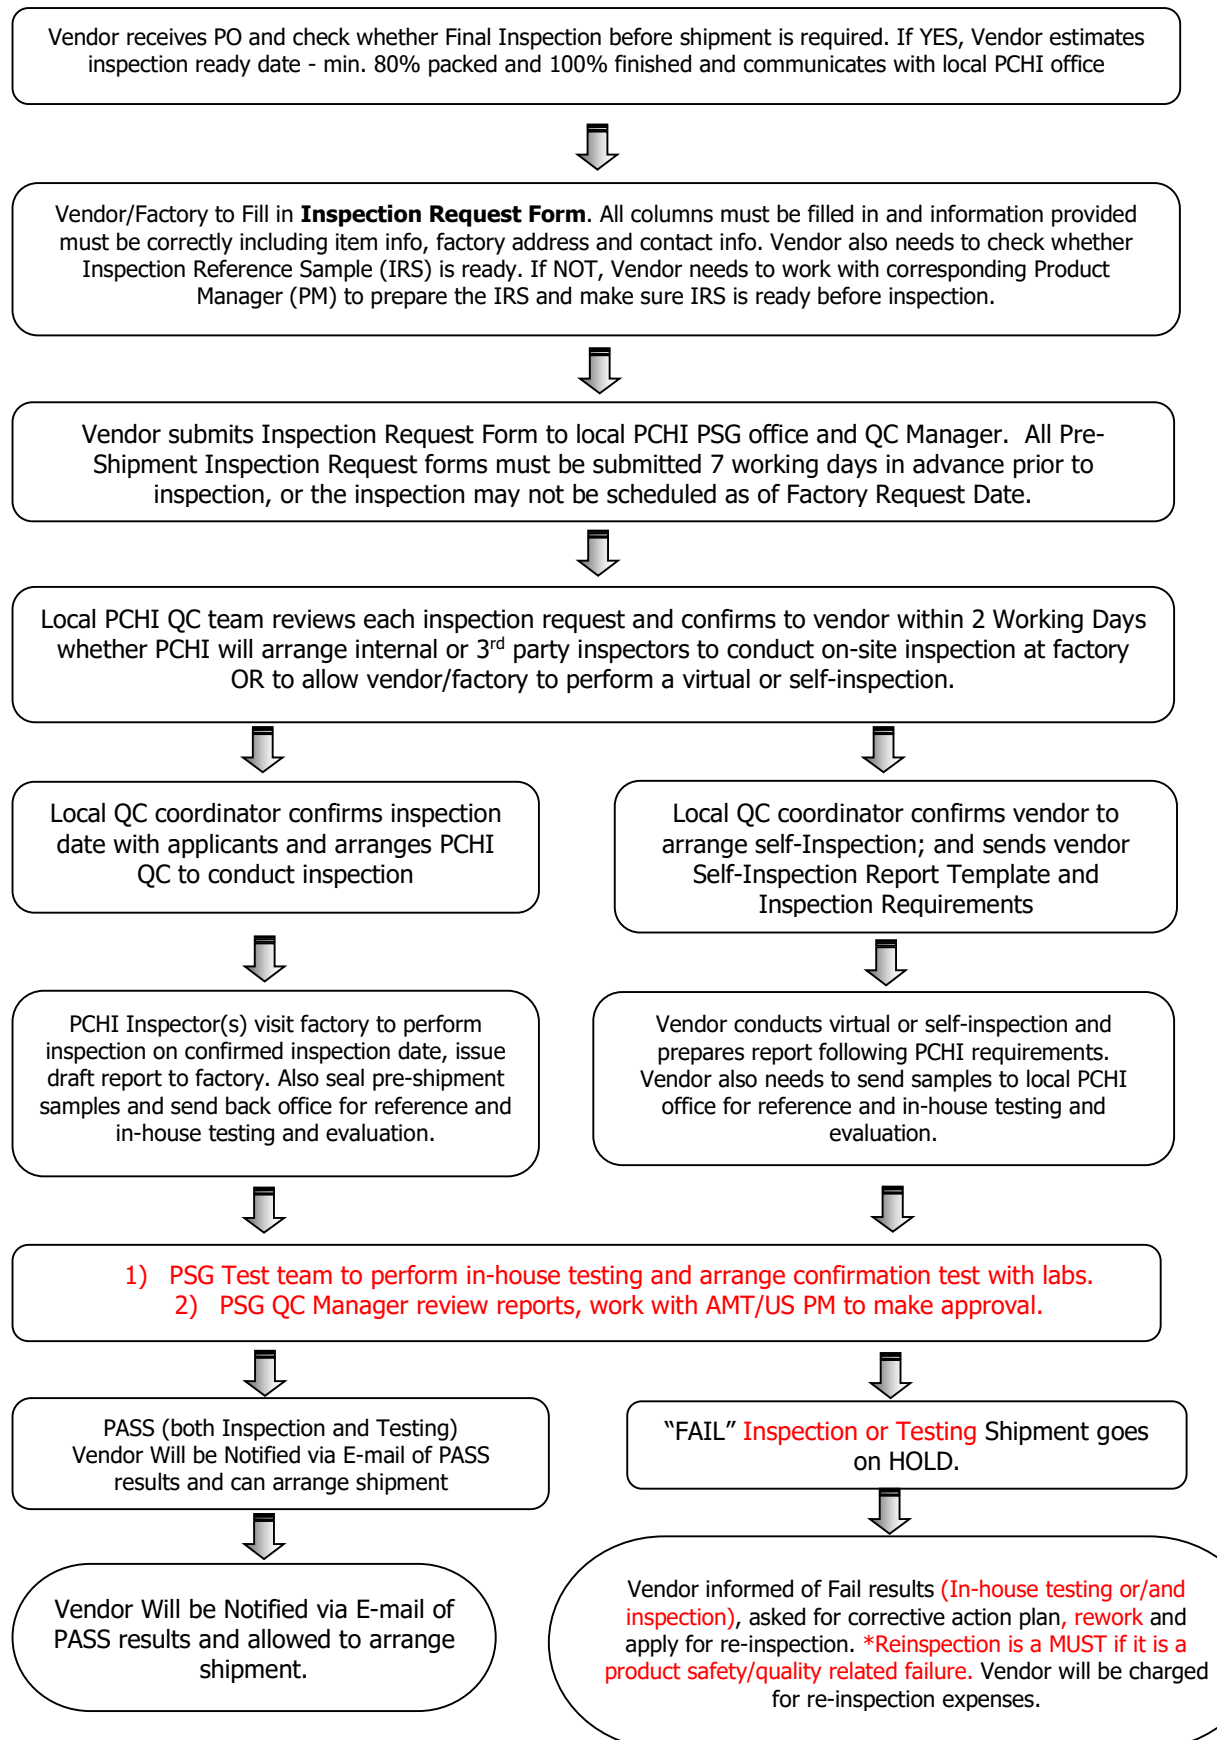 Vendor receives PO and check whether Final Inspection before shipment is required. If YES, Vendor estimates
inspection ready date - min. 80% packed and 100% finished and communicates with local PCHI office
Vendor/Factory to Fill in Inspection Request Form. All columns must be filled in and information provided
must be correctly including item info, factory address and contact info. Vendor also needs to check whether
Inspection Reference Sample (IRS) is ready. If NOT, Vendor needs to work with corresponding Product
Manager (PM) to prepare the IRS and make sure IRS is ready before inspection.
Vendor submits Inspection Request Form to local PCHI PSG office and QC Manager. All Pre-
Shipment Inspection Request forms must be submitted 7 working days in advance prior to
inspection, or the inspection may not be scheduled as of Factory Request Date.
Local PCHI QC team reviews each inspection request and confirms to vendor within 2 Working Days
whether PCHI will arrange internal or 3rd party inspectors to conduct on-site inspection at factory
OR to allow vendor/factory to perform a virtual or self-inspection.
Local QC coordinator confirms inspection
date with applicants and arranges PCHI
QC to conduct inspection
Local QC coordinator confirms vendor to
arrange self-Inspection; and sends vendor
Self-Inspection Report Template and
Inspection Requirements
PCHI Inspector(s) visit factory to perform
inspection on confirmed inspection date, issue
draft report to factory. Also seal pre-shipment
samples and send back office for reference and
in-house testing and evaluation.
Vendor conducts virtual or self-inspection and
prepares report following PCHI requirements.
Vendor also needs to send samples to local PCHI
office for reference and in-house testing and
evaluation.
1) PSG Test team to perform in-house testing and arrange confirmation test with labs.
2) PSG QC Manager review reports, work with AMT/US PM to make approval.
PASS (both Inspection and Testing)
Vendor Will be Notified via E-mail of PASS
results and can arrange shipment
“FAIL” Inspection or Testing Shipment goes
on HOLD.
Vendor Will be Notified via E-mail of
PASS results and allowed to arrange
shipment.
Vendor informed of Fail results (In-house testing or/and
inspection), asked for corrective action plan, rework and
apply for re-inspection. *Reinspection is a MUST if it is a
product safety/quality related failure. Vendor will be charged
for re-inspection expenses.